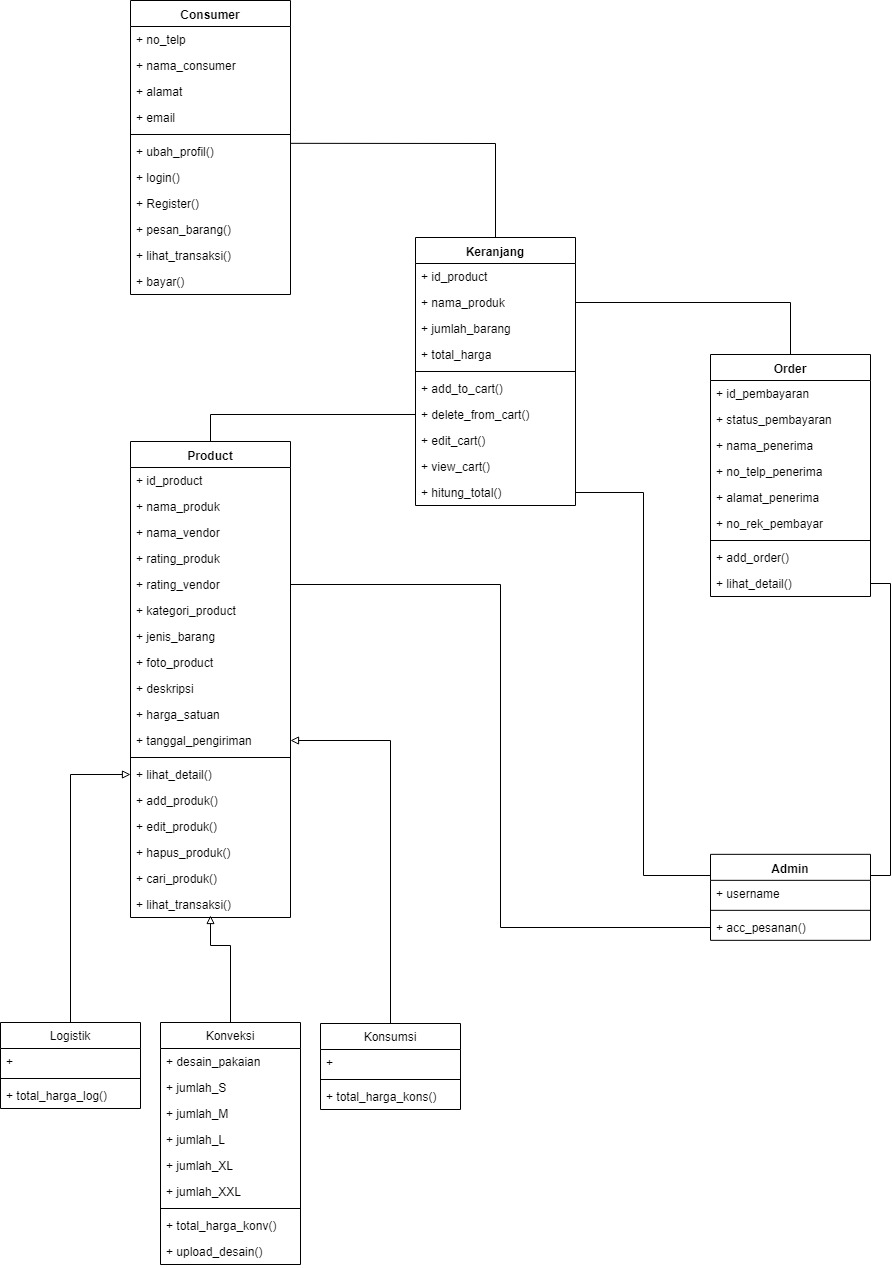 Consumer
+ no_telp
+ nama_consumer
+ alamat
+ email
+ ubah_profil()
+ login()
+ Register()
+ pesan_barang()
+ lihat_transaksi()
+ bayar()
Keranjang
+ id_product
+ nama_produk
+ jumlah_barang
+ total_harga
+ add_to_cart()
+ delete_from_cart()
+ edit_cart()
+ view_cart()
+ hitung_total()
Order
+ id_pembayaran
+ status_pembayaran
+ nama_penerima
+ no_telp_penerima
+ alamat_penerima
+ no_rek_pembayar
+ add_order()
+ lihat_detail()
Product
+ id_product
+ nama_produk
+ nama_vendor
+ rating_produk
+ rating_vendor
+ kategori_product
+ jenis_barang
+ foto_product
+ deskripsi
+ harga_satuan
+ tanggal_pengiriman
+ lihat_detail()
+ add_produk()
+ edit_produk()
+ hapus_produk()
+ cari_produk()
+ lihat_transaksi()
Admin
+ username
+ acc_pesanan()
Logistik
+
+ total_harga_log()
Konveksi
+ desain_pakaian
+ jumlah_S
+ jumlah_M
+ jumlah_L
+ jumlah_XL
+ jumlah_XXL
+ total_harga_konv()
+ upload_desain()
Konsumsi
+
+ total_harga_kons()